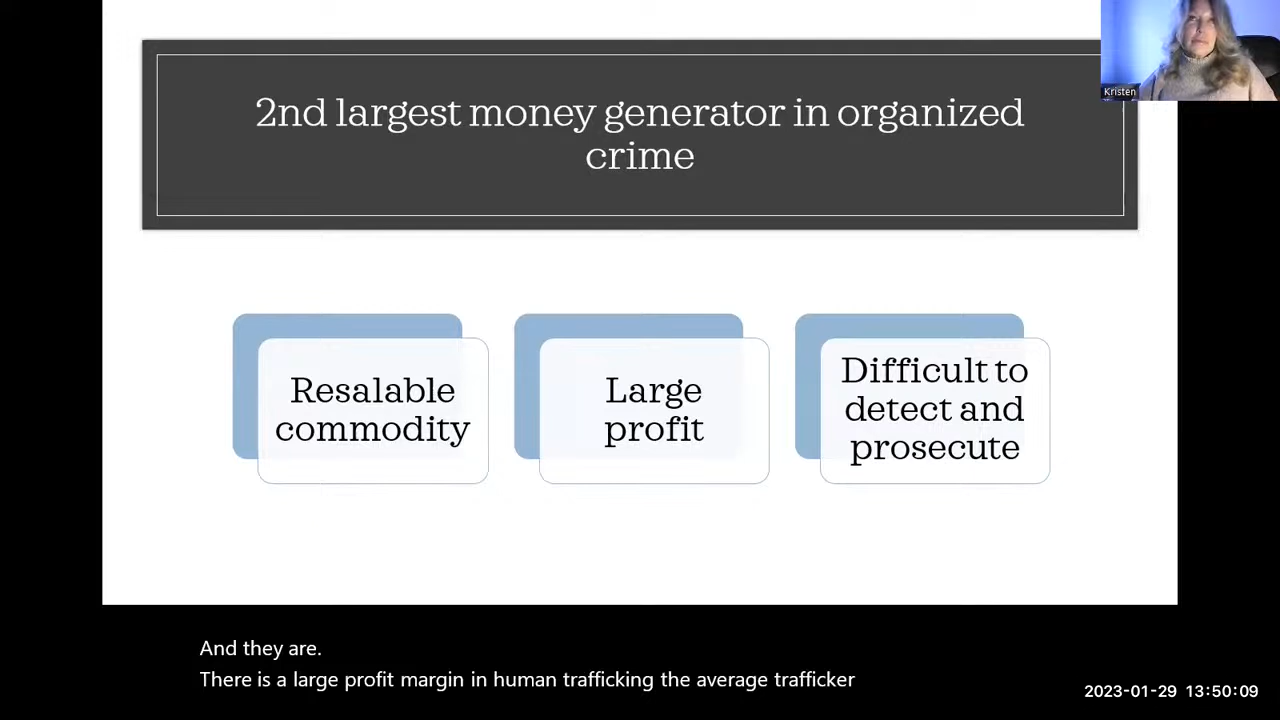 2nd largest money generator in organized
crime
Kristen
Resalable
commodity
Large
profit
Difficult to
detect and
prosecute
And they are.
There is a large profit margin in human trafficking the average trafficker
2023-01-29 13:50:09